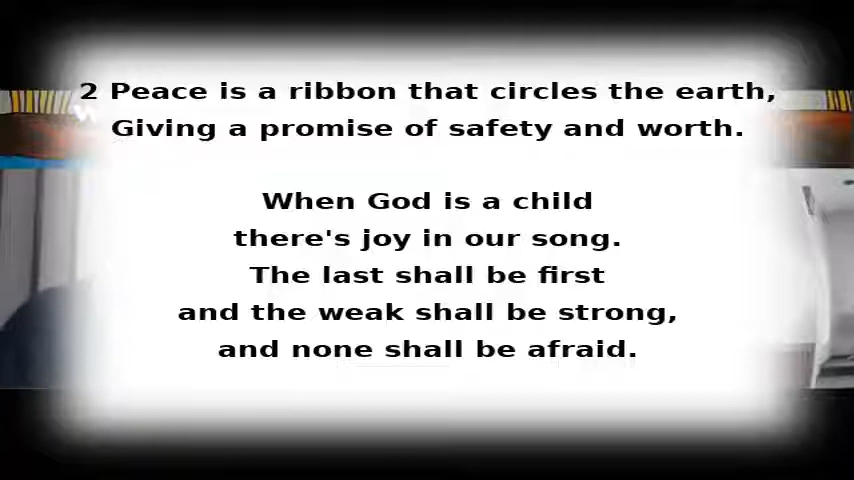 2 Peace is a ribbon that circles the earth,
Giving a promise of safety and worth.
When God is a child
there's joy in our song.
The last shall be first
and the weak shall be strong,
and none shall be afraid.